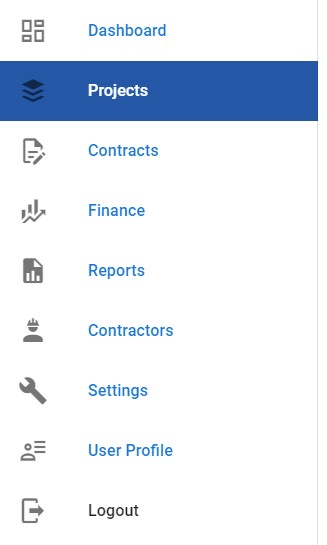 Dashboard
Projects
Contracts
Finance
Reports
Contractors
Settings
User Profile
Logout